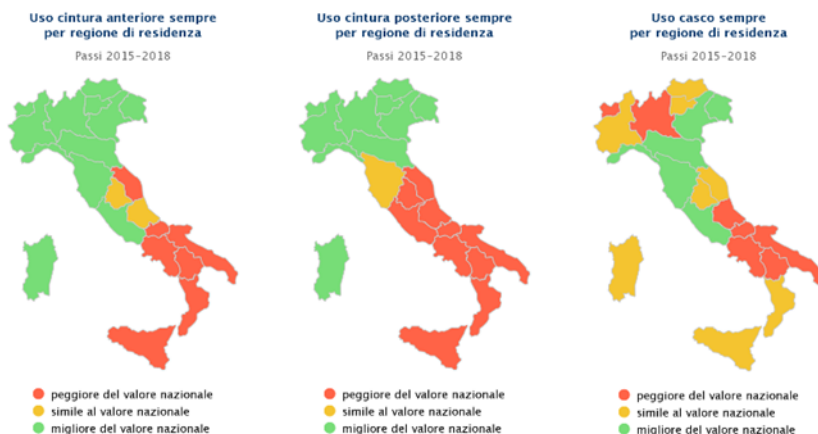 Uso cintura anteriore sempre
per regione di residenza
Passi 2015-2018
peggiore del valore nazionale
simile al valore nazionale
migliore del valore nazionale
Uso cintura posteriore sempre
per regione di residenza
Passi 2015-2018
peggiore del valore nazionale
simile al valore nazionale
migliore del valore nazionale
Uso casco sempre
per regione di residenza
Passi 2015-2018
peggiore del valore nazionale
simile al valore nazionale
migliore del valore nazionale